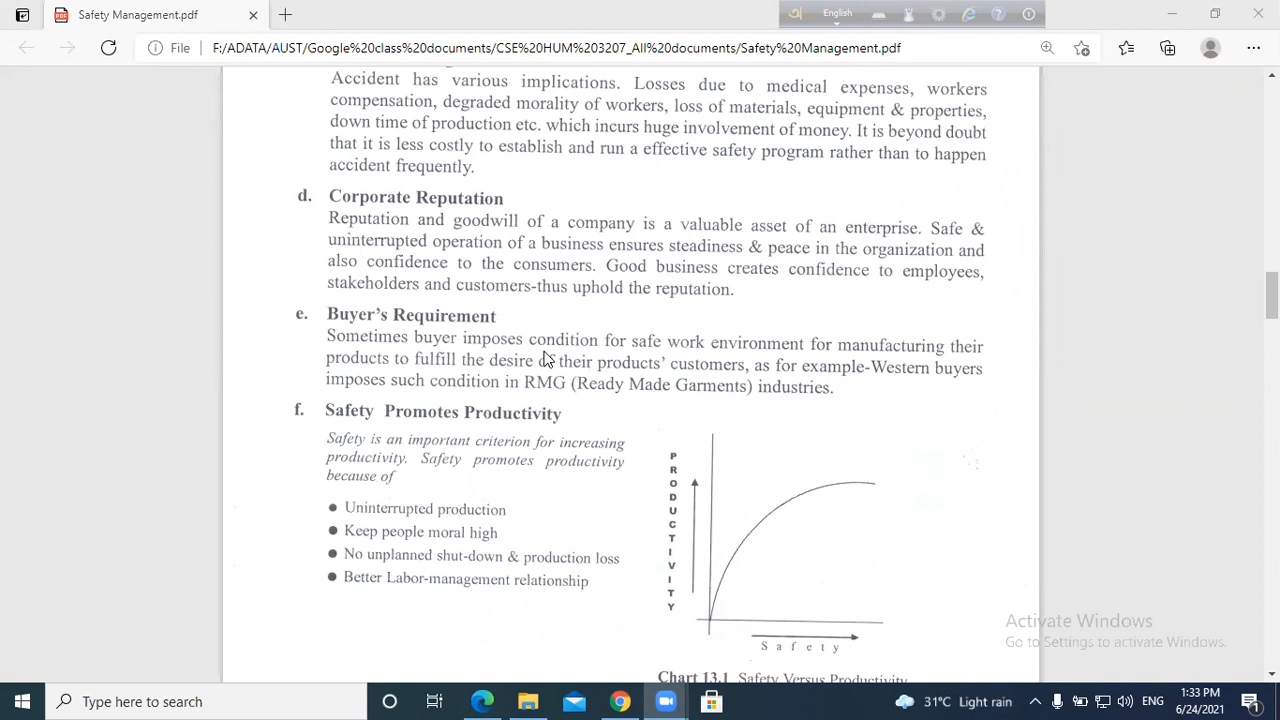 Safety Management.pdf
English
File
F:/ADATA/AUST/Google%20class%20documents/CSE%20HUM%203207_All%20documents/Safety%20Management.pdf
Accident has various implications. Losses due to medical expenses, workers
compensation, degraded morality of workers, loss of materials, equipment & properties,
down time of production etc. which incurs huge involvement of money. It is beyond doubt
that it is less costly to establish and run a effective safety program rather than to happen
accident frequently.
d. Corporate Reputation
Reputation and goodwill of a company is a valuable asset of an enterprise. Safe &
uninterrupted operation of a business ensures steadiness & peace in the organization and
also confidence to the consumers. Good business creates confidence to employees,
stakeholders and customers-thus uphold the reputation.
e. Buyer's Requirement
Sometimes buyer imposes condition for safe work environment for manufacturing their
products to fulfill the desire of their products' customers, as for example-Western buyers
imposes such condition in RMG (Ready Made Garments) industries.
f. Safety Promotes Productivity
Safety is an important criterion for increasing
productivity. Safety promotes productivity
because of
● Uninterrupted production
● Keep people moral high
● No unplanned shut-down & production loss
● Better Labor-management relationship
PRODUCTIVITY
Safety
Chart 13.1 Safety Versus Productivity
Activate Windows
Go to Settings to activate Windows.
Type here to search
31°C Light rain
ENG
1:33 PM
6/24/2021
1